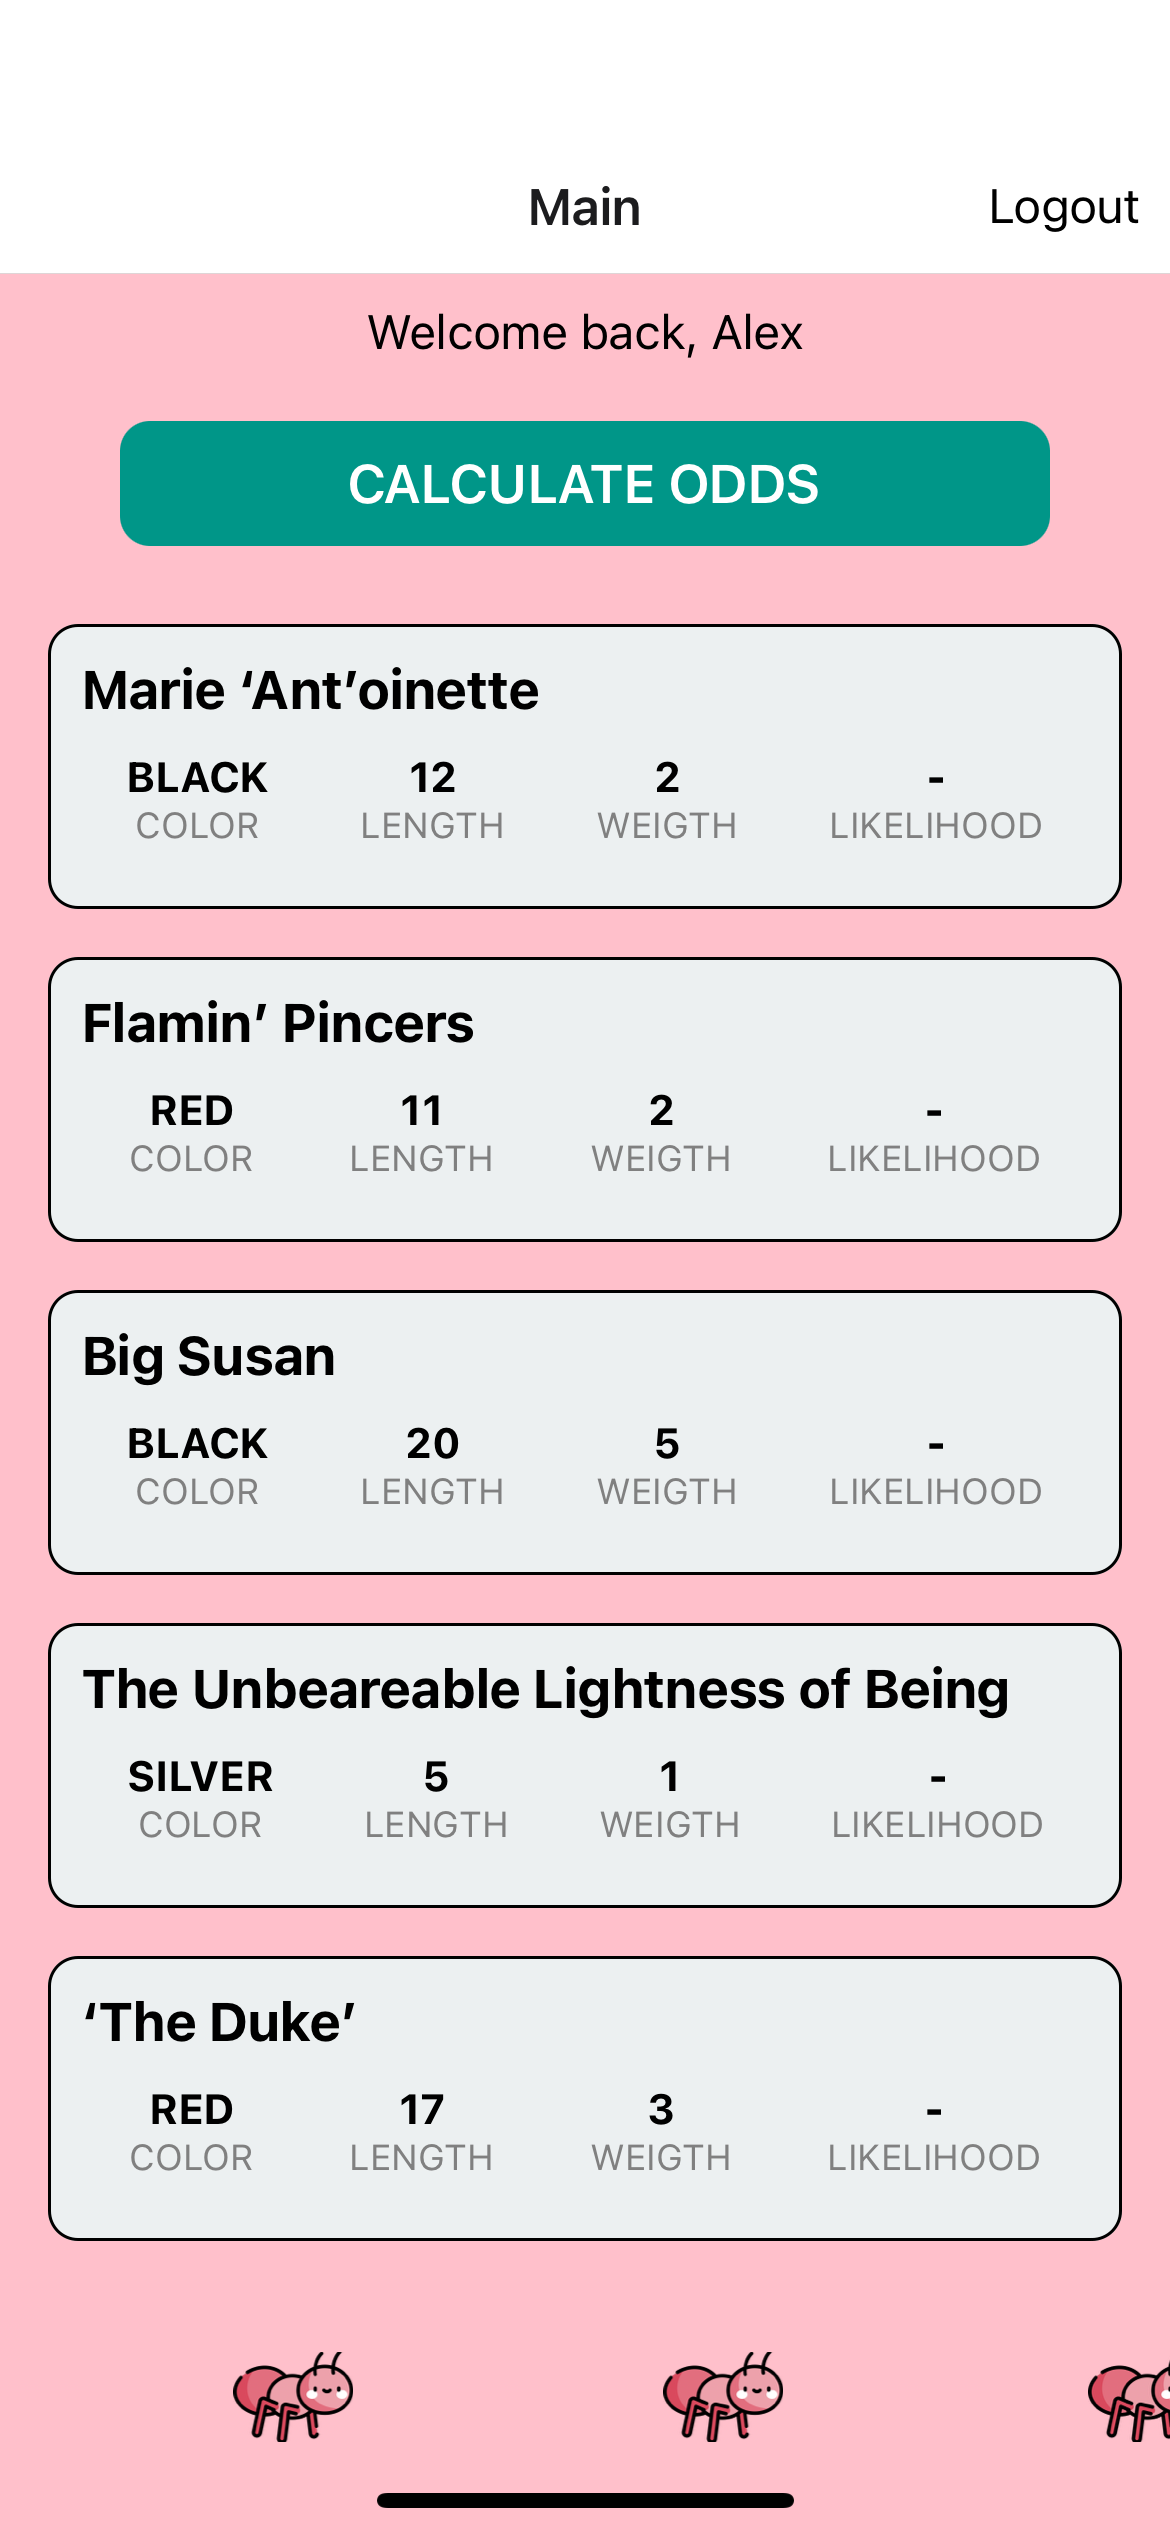 Main
Logout
Welcome back, Alex
CALCULATE ODDS
Marie ‘Ant’oinette
BLACK 12 2 -
COLOR LENGTH WEIGTH LIKELIHOOD
Flamin’ Pincers
RED 11 2 -
COLOR LENGTH WEIGTH LIKELIHOOD
Big Susan
BLACK 20 5 -
COLOR LENGTH WEIGTH LIKELIHOOD
The Unbeareable Lightness of Being
SILVER 5 1 -
COLOR LENGTH WEIGTH LIKELIHOOD
‘The Duke’
RED 17 3 -
COLOR LENGTH WEIGTH LIKELIHOOD